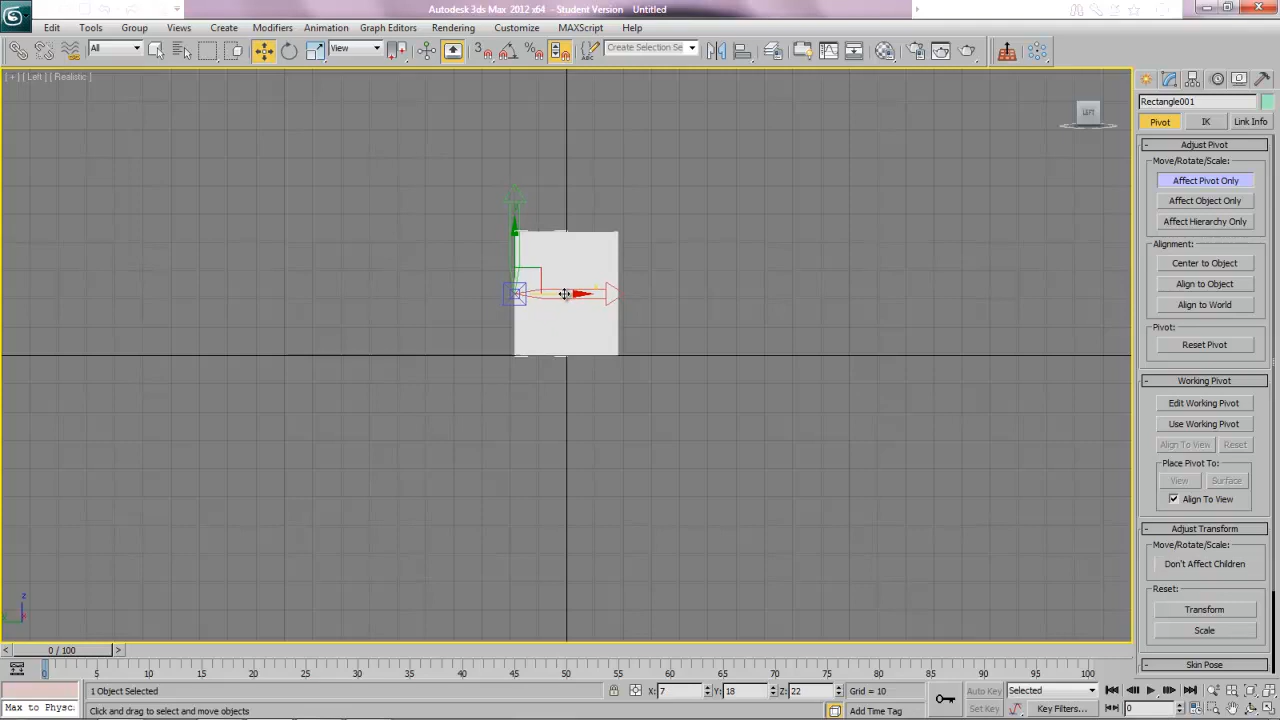 Autodesk 3ds Max 2012 x64 - Student Version Untitled
Edit Tools Group Views Create Modifiers Animation Graph Editors Rendering Customize MAXScript Help
All View Create Selection Se
[ + ] [ Left ] [ Realistic ]
LEFT
Rectangle001
Pivot IK Link Info
- Adjust Pivot
Move/Rotate/Scale:
Affect Pivot Only
Affect Object Only
Affect Hierarchy Only
Alignment:
Center to Object
Align to Object
Align to World
Pivot:
Reset Pivot
- Working Pivot
Edit Working Pivot
Use Working Pivot
Align To View Reset
Place Pivot To:
View Surface
Align To View
- Adjust Transform
Move/Rotate/Scale:
Don't Affect Children
Reset:
Transform
Scale
- Skin Pose
z
< 0 / 100 >
0 5 10 15 20 25 30 35 40 45 50 55 60 65 70 75 80 85 90 95 100
1 Object Selected X: 7 Y: 18 Z: 22 Grid = 10 Auto Key Selected
Max to Physc: Click and drag to select and move objects Add Time Tag Set Key Key Filters... 0